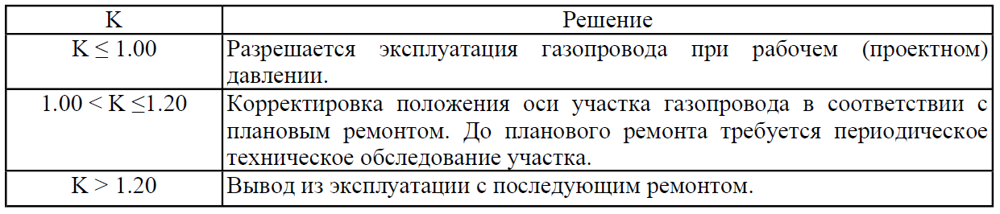 K Решение
K ≤ 1.00 Разрешается эксплуатация газопровода при рабочем (проектном)
давлении.
1.00 < K ≤1.20 Корректировка положения оси участка газопровода в соответствии с
плановым ремонтом. До планового ремонта требуется периодическое
техническое обследование участка.
K > 1.20 Вывод из эксплуатации с последующим ремонтом.